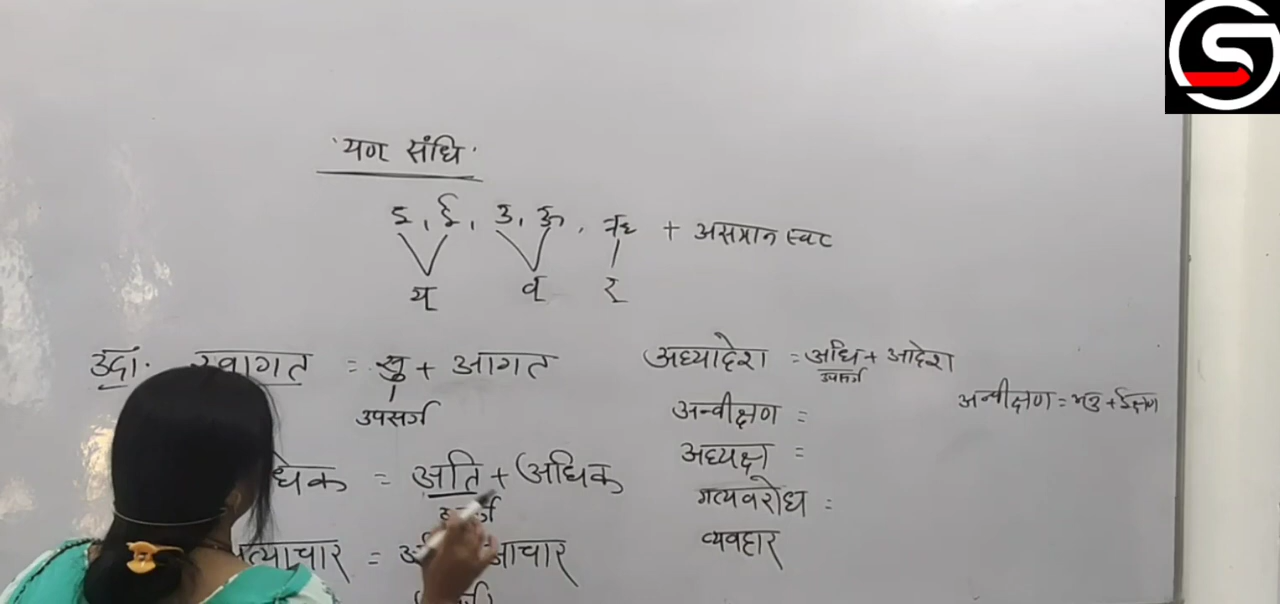 'यण संधि'
इ, ई, उ, ऊ, ऋ + असमान स्वर
य् व् र्
उदा. स्वागत = सु + आगत
उपसर्ग
धिक = अति + अधिक
त्याचार = आचार
अध्यादेश = अधि + आदेश
उपसर्ग
अन्वीक्षण =
अध्यक्ष =
गत्यवरोध =
व्यवहार
अन्वीक्षण = अनु + ईक्षण